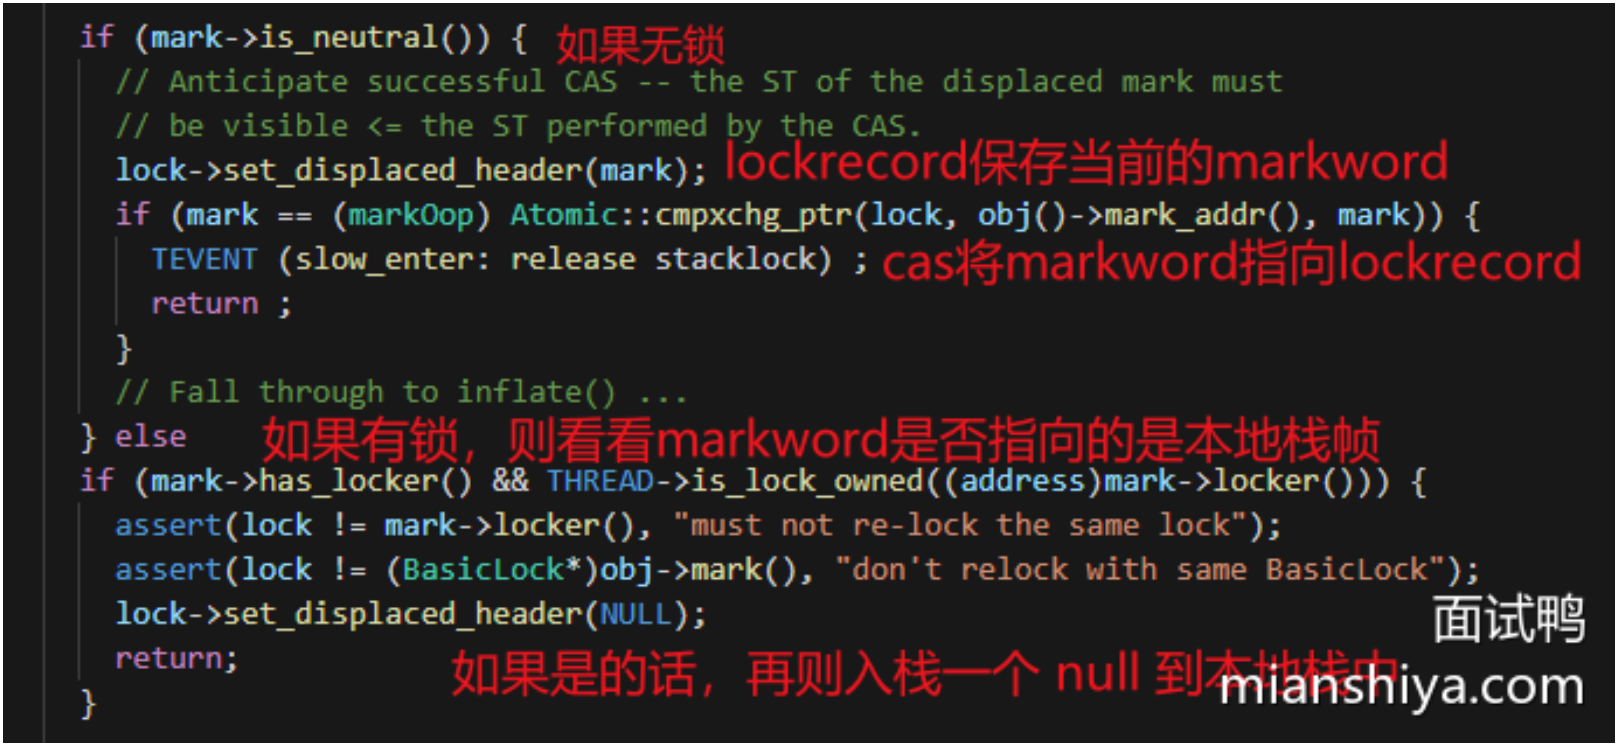 if (mark->is_neutral()) { 如果无锁
// Anticipate successful CAS -- the ST of the displaced mark must
// be visible <= the ST performed by the CAS.
lock->set_displaced_header(mark); lockrecord保存当前的markword
if (mark == (markOop) Atomic::cmpxchg_ptr(lock, obj()->mark_addr(), mark)) {
TEVENT (slow_enter: release stacklock) ; cas将markword指向lockrecord
return ;
}
// Fall through to inflate() ...
} else 如果有锁，则看看markword是否指向的是本地栈帧
if (mark->has_locker() && THREAD->is_lock_owned((address)mark->locker())) {
assert(lock != mark->locker(), "must not re-lock the same lock");
assert(lock != (BasicLock*)obj->mark(), "don't relock with same BasicLock");
lock->set_displaced_header(NULL);
面试鸭
return; 如果是的话，再则入栈一个 null 到本地栈中
mianshiya.com
}